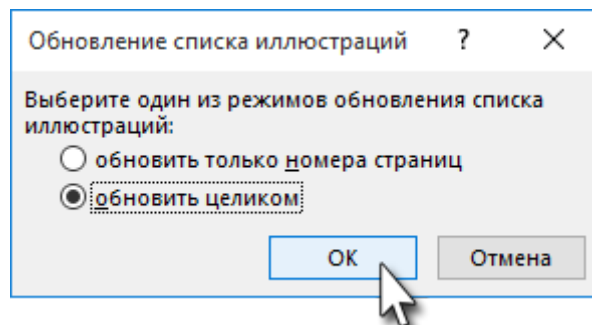 Обновление списка иллюстраций ?
Выберите один из режимов обновления списка
иллюстраций:
обновить только номера страниц
обновить целиком
ОК Отмена